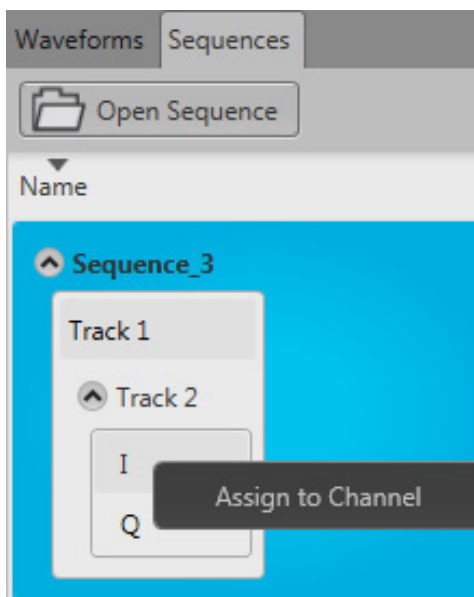 Waveforms Sequences
Open Sequence
Name
Sequence_3
Track 1
Track 2
I
Assign to Channel
Q